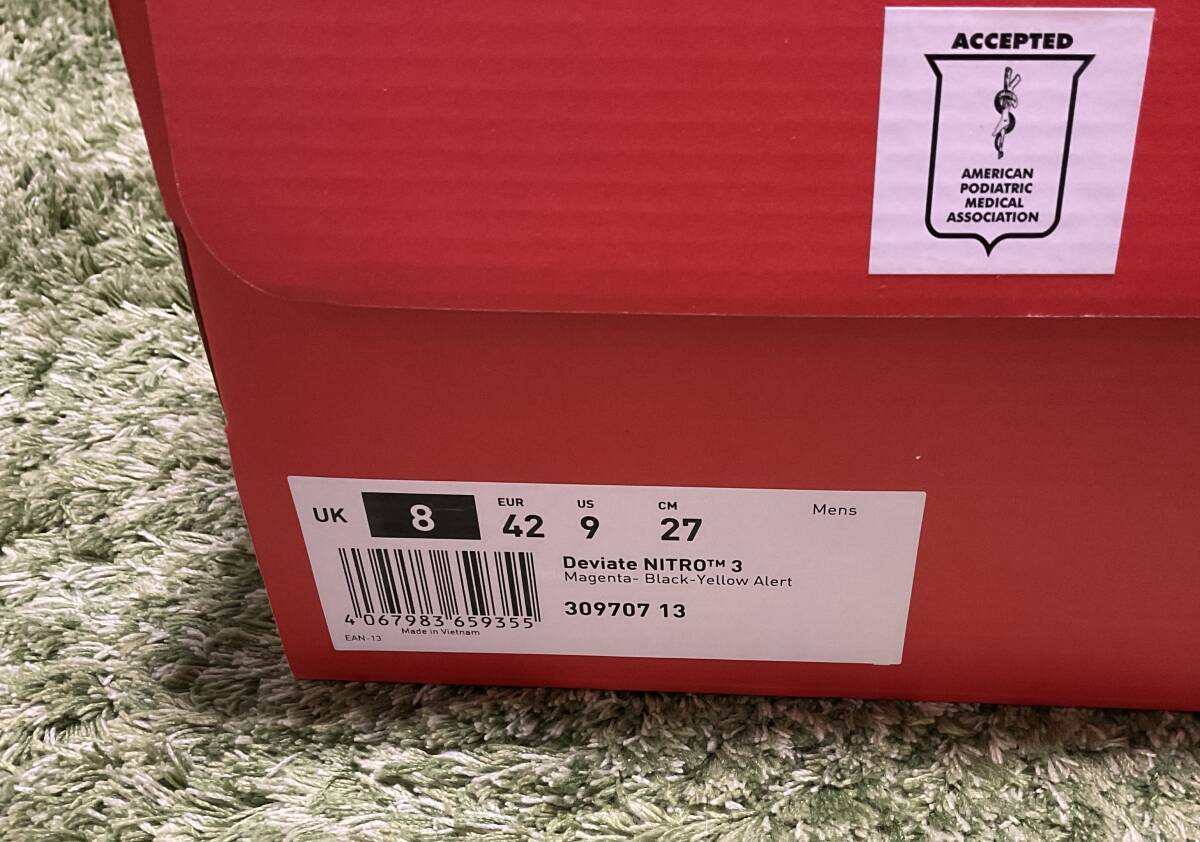 ACCEPTED
AMERICAN
PODIATRIC
MEDICAL
ASSOCIATION
UK 8 EUR 42 US 9 CM 27 Mens
Deviate NITRO™ 3
Magenta- Black-Yellow Alert
309707 13
4 067983 659355
EAN-13 Made in Vietnam